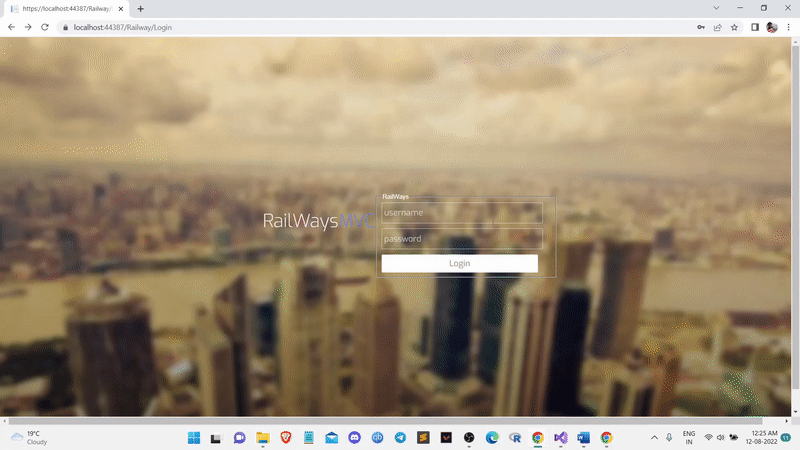 https://localhost:44387/Railway/
localhost:44387/Railway/Login
RailWays
RailWaysMVC
username
password
Login
19°C
Cloudy
ENG
IN
12:25 AM
12-08-2022